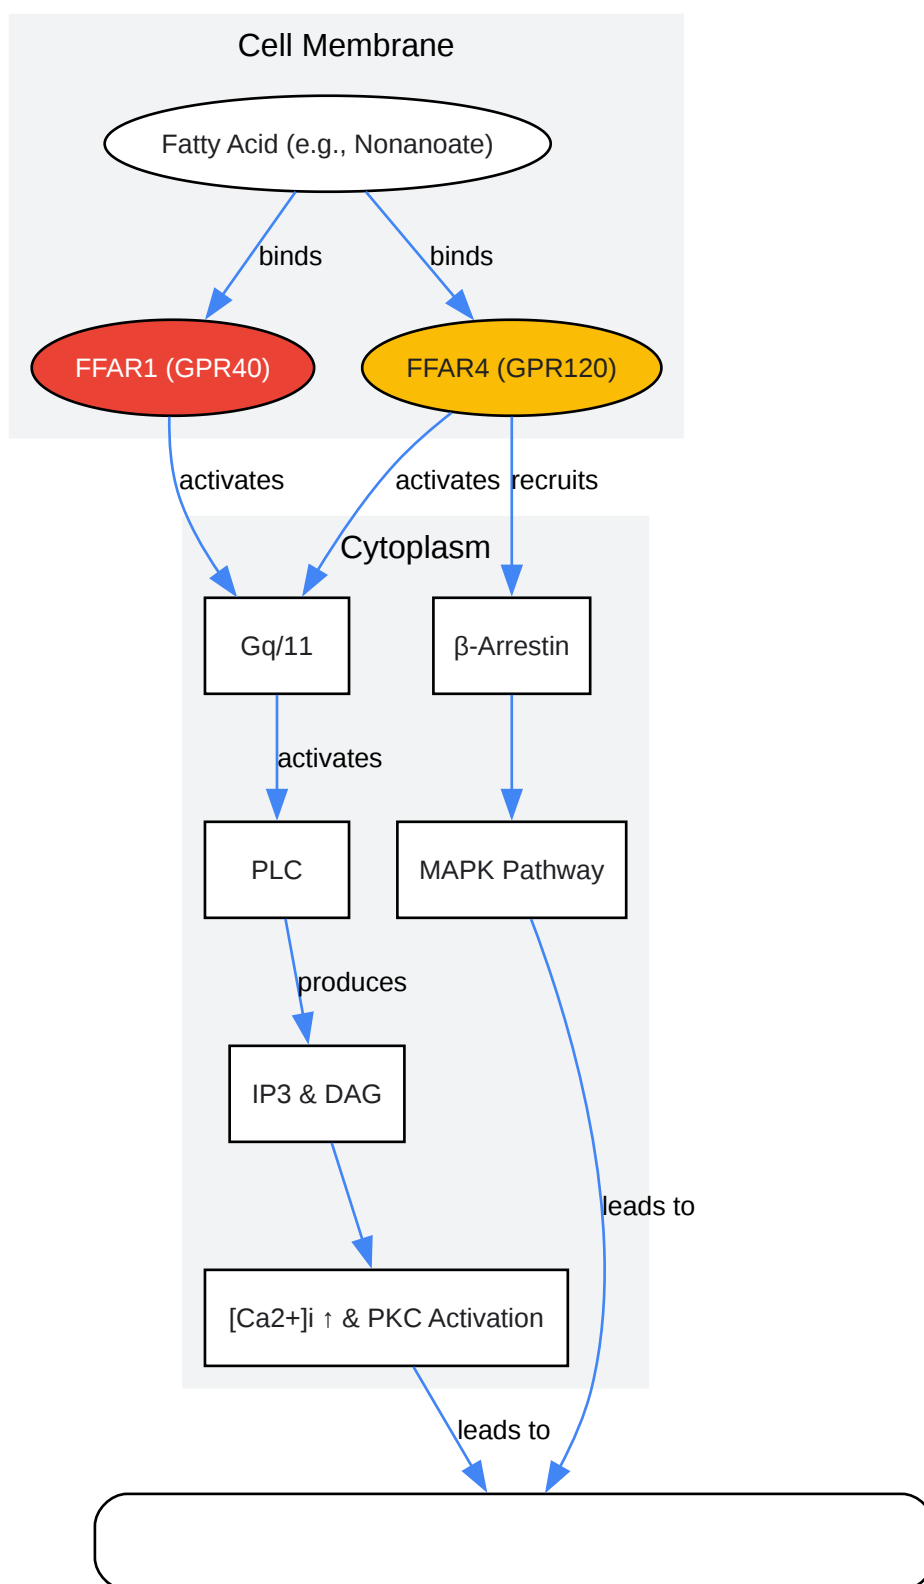 Cell Membrane
Fatty Acid (e.g., Nonanoate)
binds
binds
FFAR1 (GPR40)
FFAR4 (GPR120)
activates
activates
recruits
Cytoplasm
Gq/11
β-Arrestin
activates
PLC
MAPK Pathway
produces
IP3 & DAG
leads to
[Ca2+]i ↑ & PKC Activation
leads to